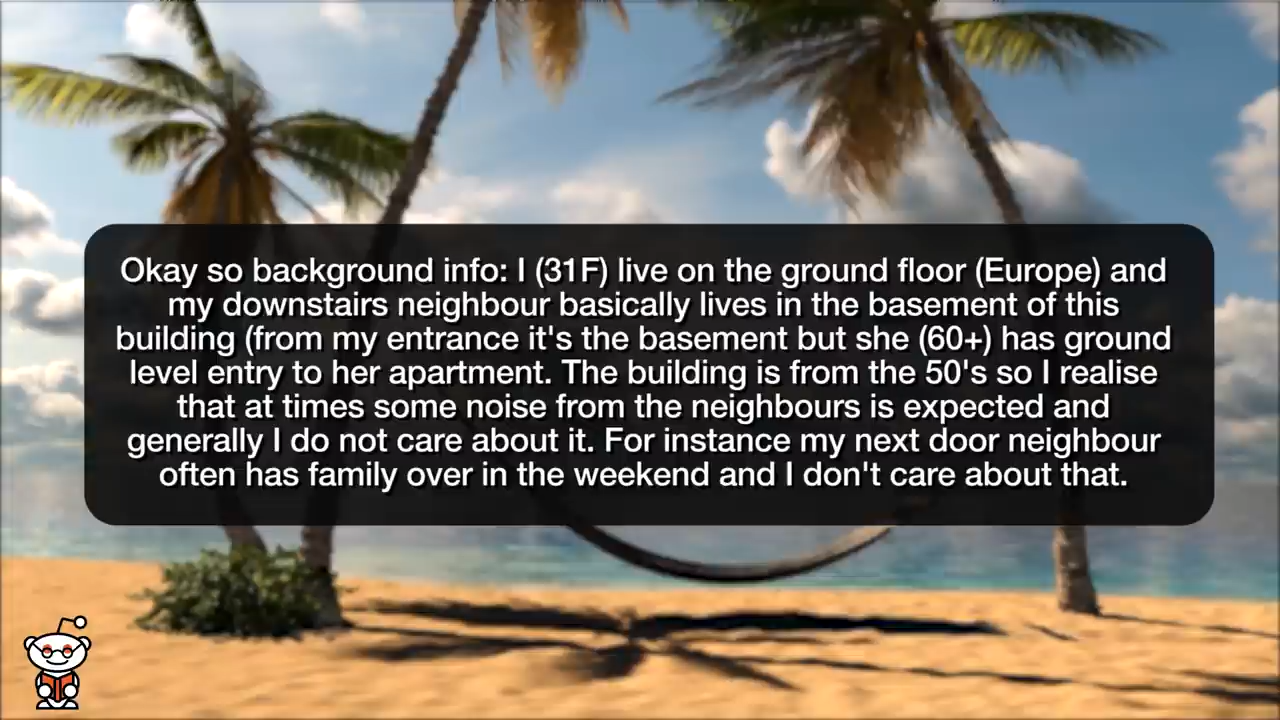 Okay so background info: I (31F) live on the ground floor (Europe) and
my downstairs neighbour basically lives in the basement of this
building (from my entrance it's the basement but she (60+) has ground
level entry to her apartment. The building is from the 50's so I realise
that at times some noise from the neighbours is expected and
generally I do not care about it. For instance my next door neighbour
often has family over in the weekend and I don't care about that.